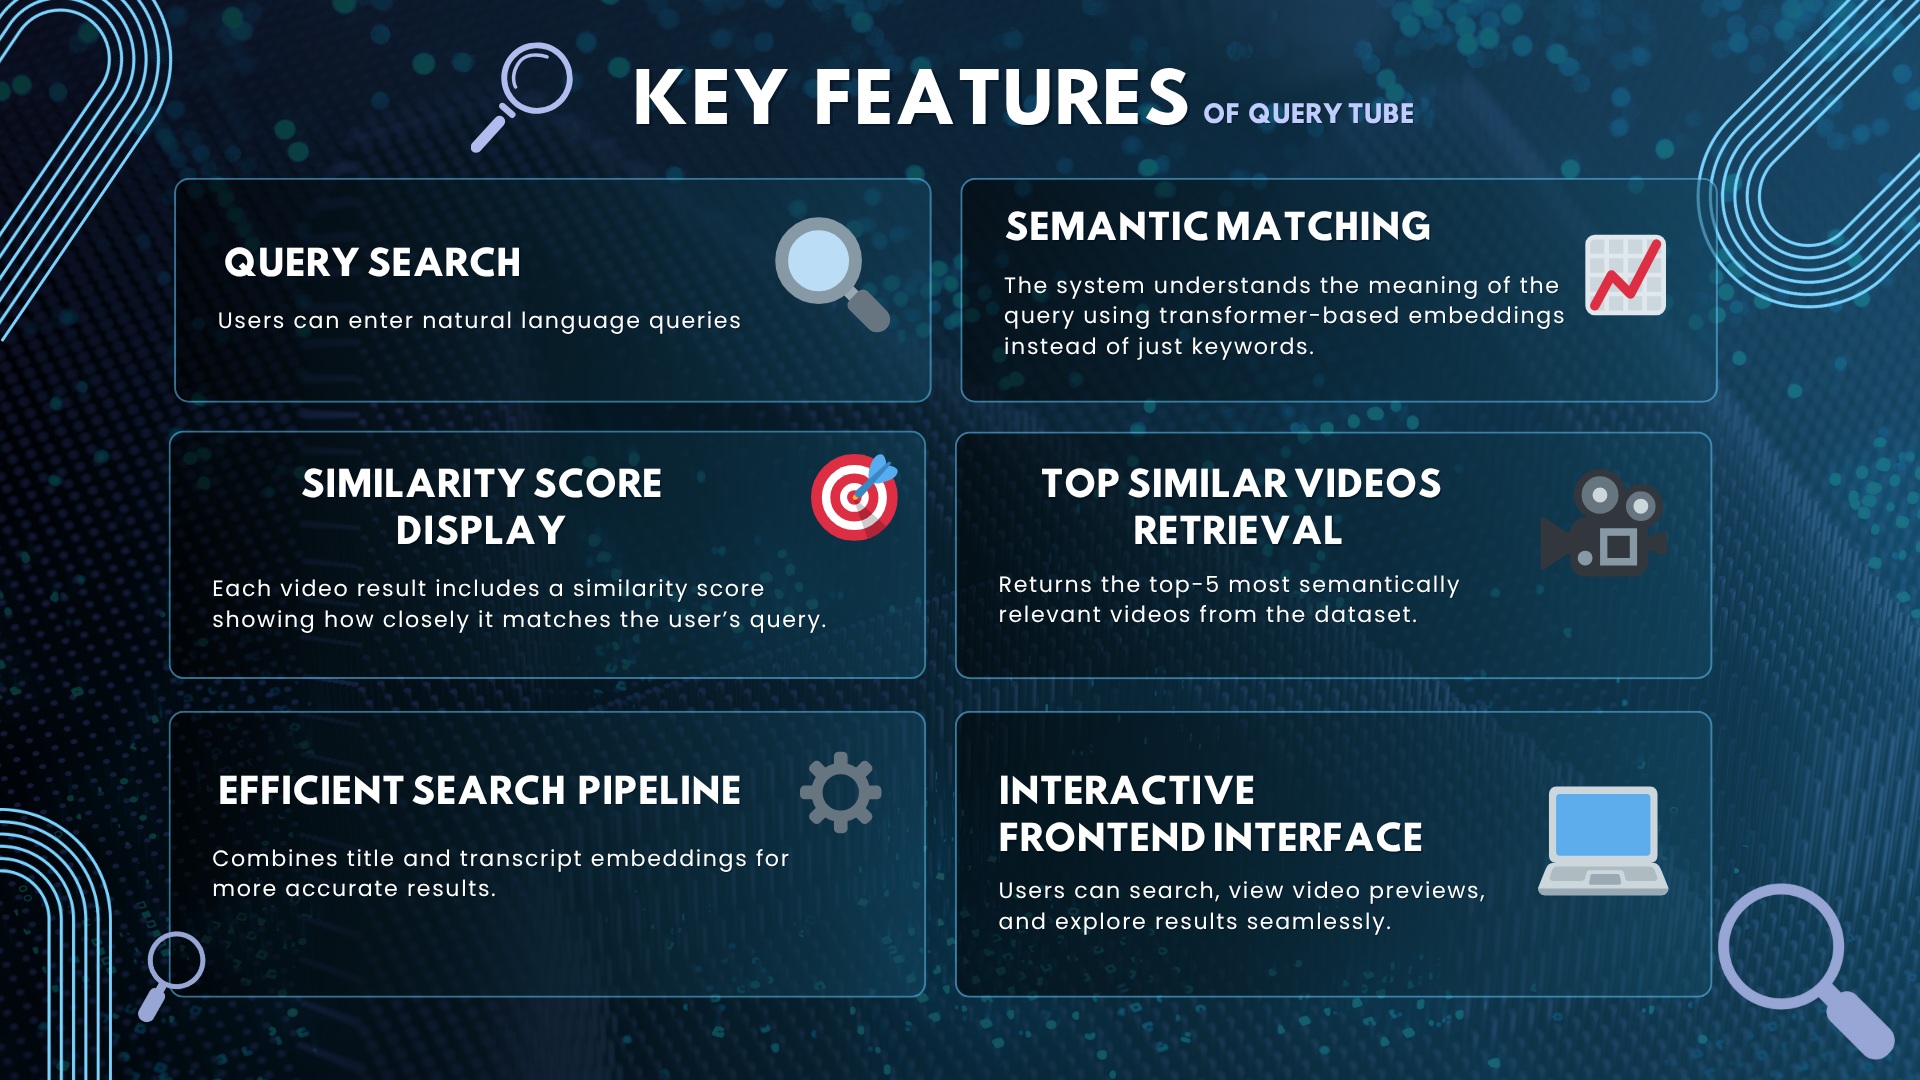 KEY FEATURES OF QUERY TUBE
QUERY SEARCH
Users can enter natural language queries
SEMANTIC MATCHING
The system understands the meaning of the
query using transformer-based embeddings
instead of just keywords.
SIMILARITY SCORE
DISPLAY
Each video result includes a similarity score
showing how closely it matches the user’s query.
TOP SIMILAR VIDEOS
RETRIEVAL
Returns the top-5 most semantically
relevant videos from the dataset.
EFFICIENT SEARCH PIPELINE
Combines title and transcript embeddings for
more accurate results.
INTERACTIVE
FRONTEND INTERFACE
Users can search, view video previews,
and explore results seamlessly.